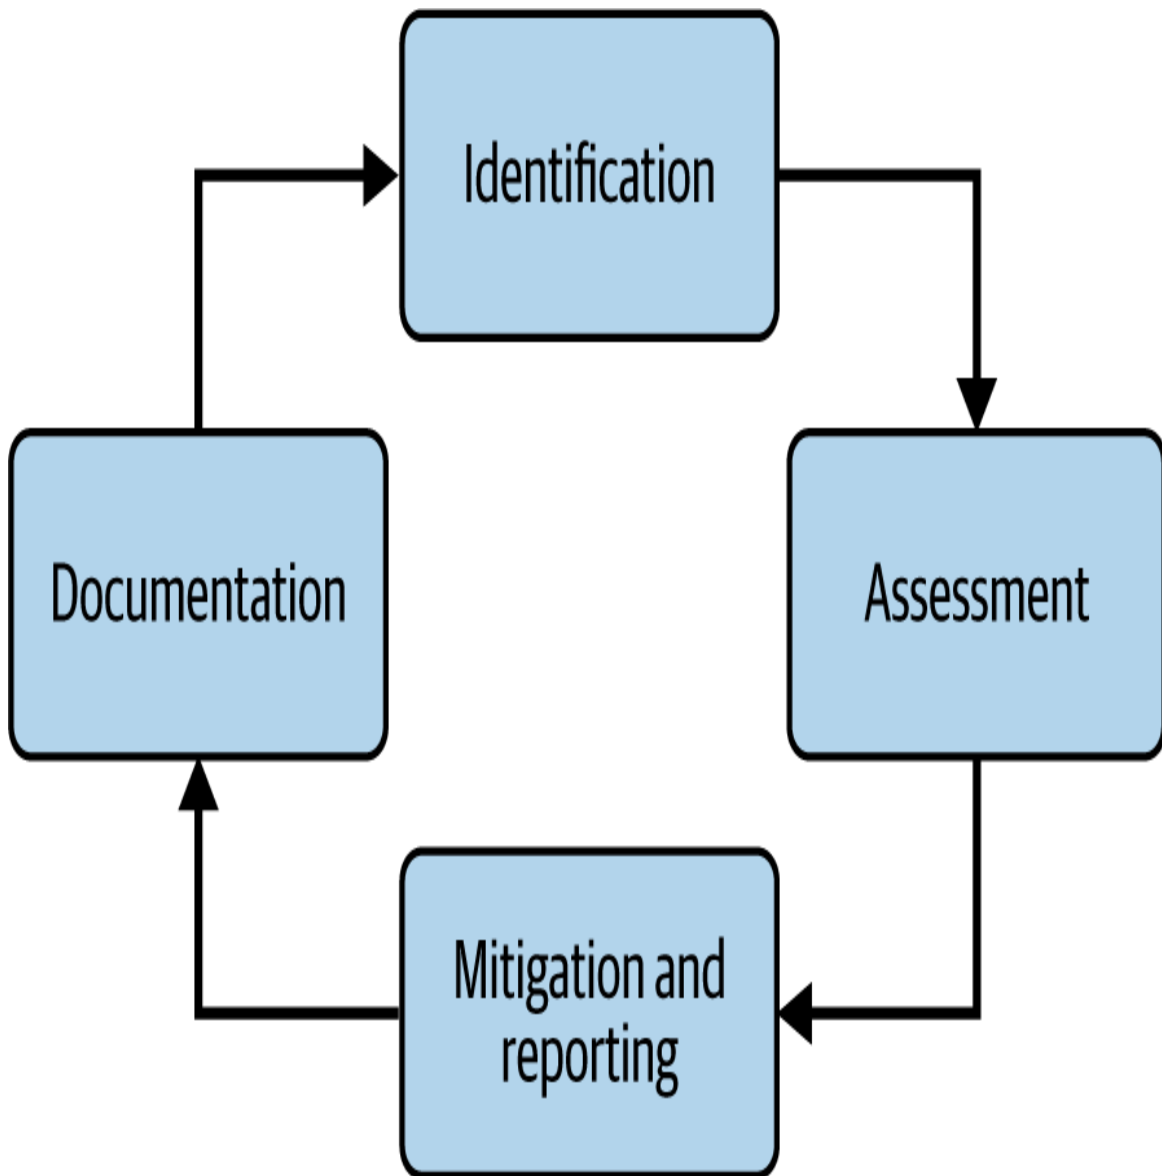 Identification
Documentation
Assessment
Mitigation and
reporting